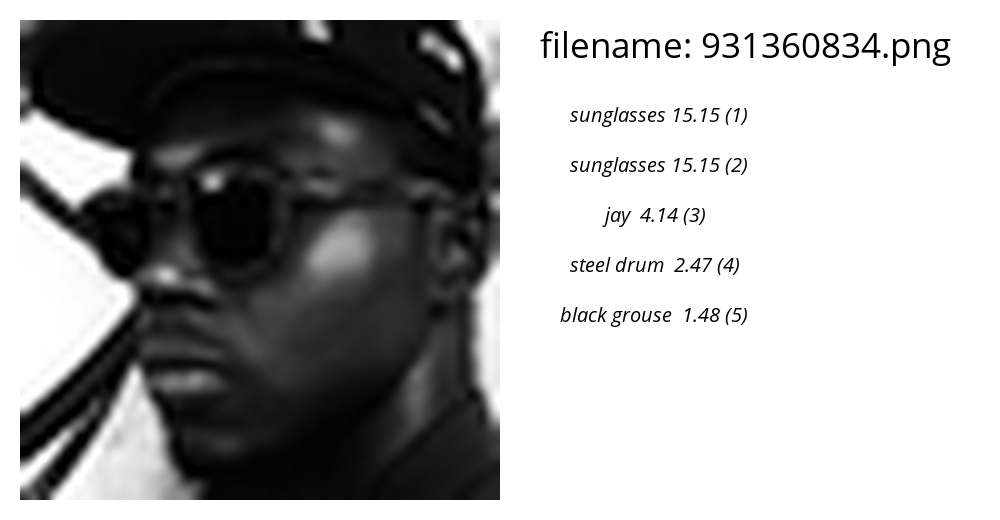 filename: 931360834.png
sunglasses 15.15 (1)
sunglasses 15.15 (2)
jay 4.14 (3)
steel drum 2.47 (4)
black grouse 1.48 (5)